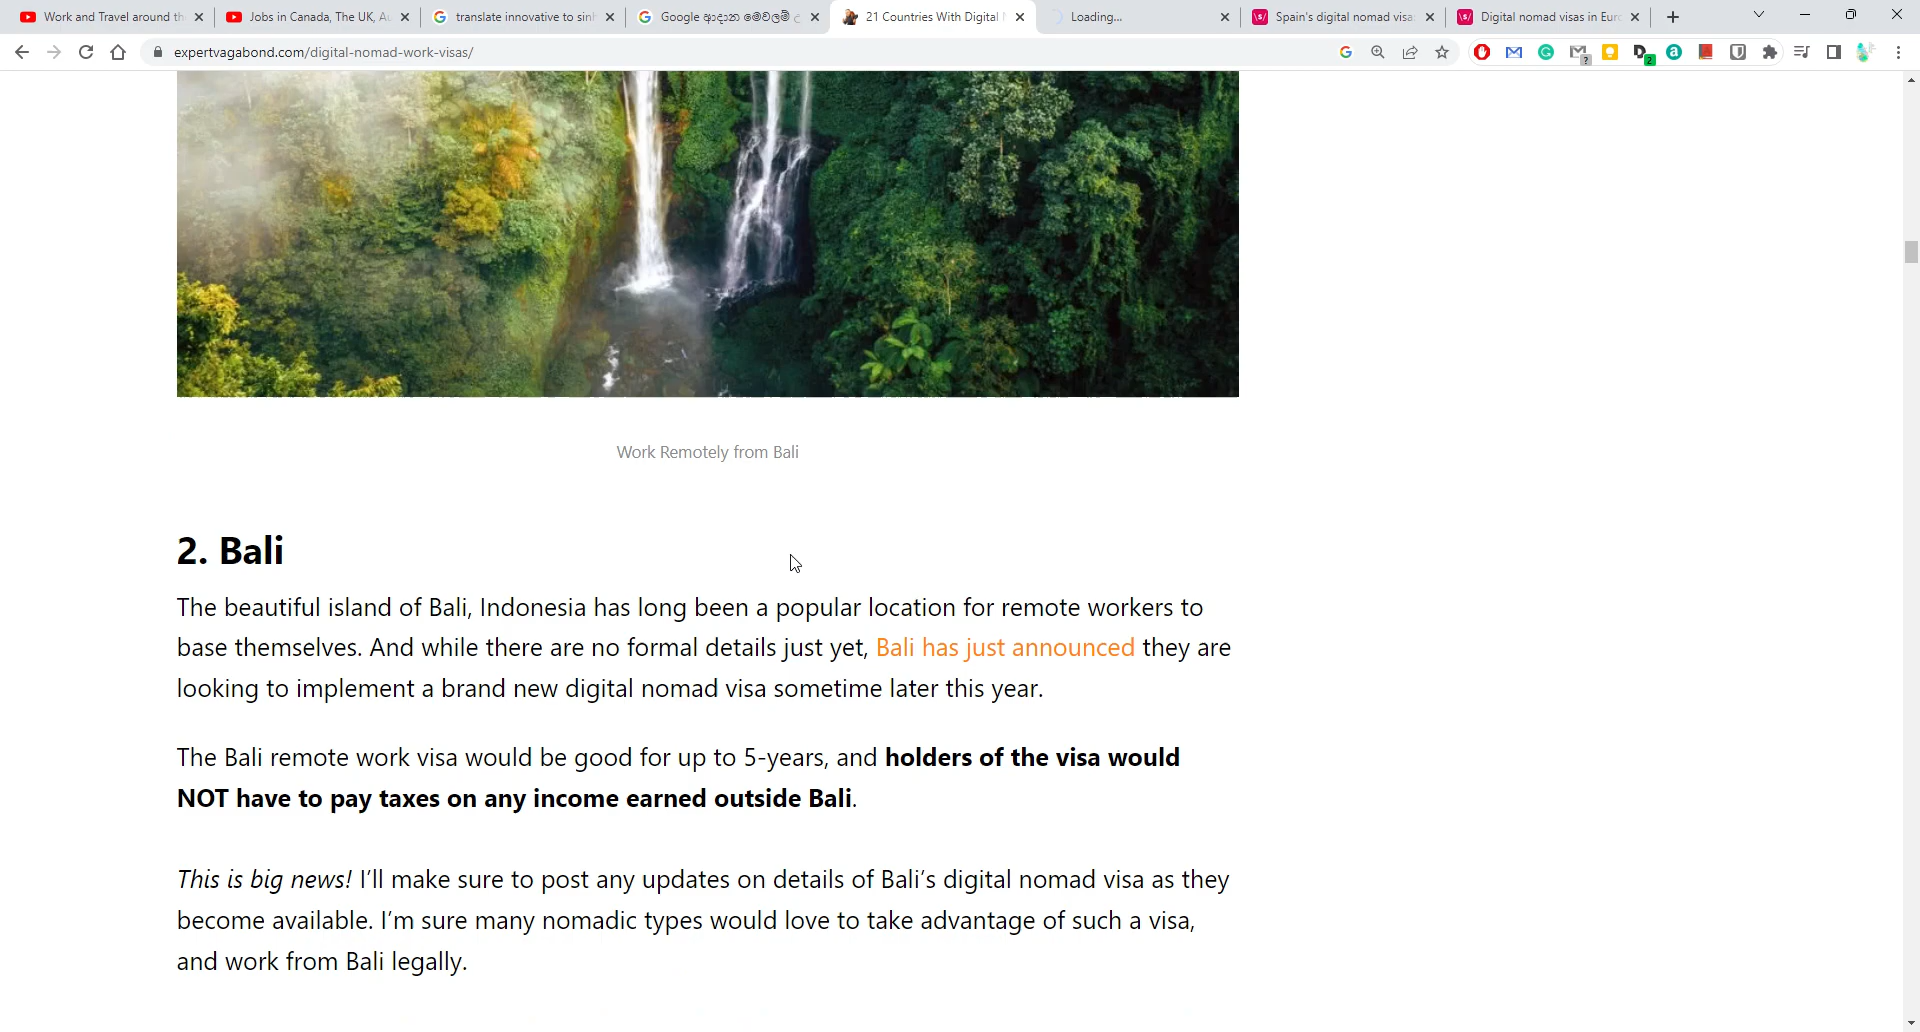 Work and Travel around th
Jobs in Canada, The UK, Au
translate innovative to sinh
Google
21 Countries With Digital
Loading...
Spain's digital nomad visa
Digital nomad visas in Euro
expertvagabond.com/digital-nomad-work-visas/
Work Remotely from Bali
2. Bali
The beautiful island of Bali, Indonesia has long been a popular location for remote workers to
base themselves. And while there are no formal details just yet, Bali has just announced they are
looking to implement a brand new digital nomad visa sometime later this year.
The Bali remote work visa would be good for up to 5-years, and holders of the visa would
NOT have to pay taxes on any income earned outside Bali.
This is big news! I'll make sure to post any updates on details of Bali's digital nomad visa as they
become available. I'm sure many nomadic types would love to take advantage of such a visa,
and work from Bali legally.